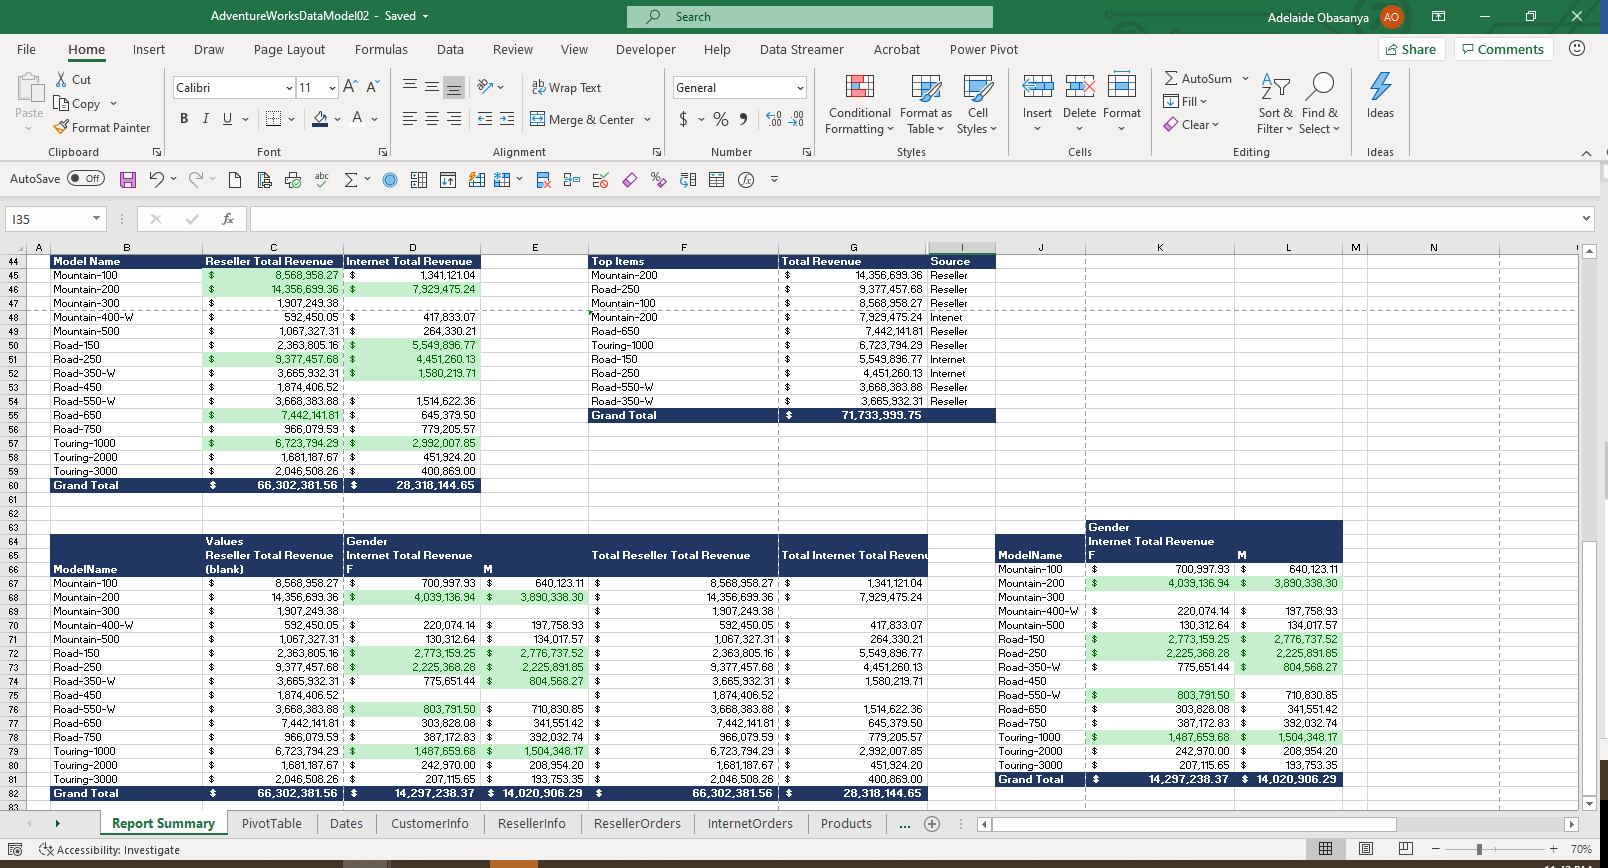 AdventureWorksDataModel02 - Saved
Search
Adelaide Obasanya AO
File Home Insert Draw Page Layout Formulas Data Review View Developer Help Data Streamer Acrobat Power Pivot Share Comments
Paste Cut Copy Format Painter Clipboard
Calibri 11 B I U A A A Font
Wrap Text Merge & Center Alignment
General $ % Number
Conditional Formatting Format as Table Cell Styles Styles
Insert Delete Format Cells
AutoSum Fill Clear Sort & Filter Find & Select Editing
Ideas Ideas
AutoSave Off abc
I35 fx
A B C D E F G I J K L M N
44 Model Name Reseller Total Revenue Internet Total Revenue Top Items Total Revenue Source
45 Mountain-100 $ 8,568,958.27 $ 1,341,121.04 Mountain-200 $ 14,356,699.36 Reseller
46 Mountain-200 $ 14,356,699.36 $ 7,929,475.24 Road-250 $ 9,377,457.68 Reseller
47 Mountain-300 $ 1,907,249.38 Mountain-100 $ 8,568,958.27 Reseller
48 Mountain-400-W $ 592,450.05 $ 417,833.07 Mountain-200 $ 7,929,475.24 Intenet
49 Mountain-500 $ 1,067,327.31 $ 264,330.21 Road-650 $ 7,442,141.81 Reseller
50 Road-150 $ 2,363,805.16 $ 5,549,896.77 Touring-1000 $ 6,723,794.29 Reseller
51 Road-250 $ 9,377,457.68 $ 4,451,260.13 Road-150 $ 5,549,896.77 Internet
52 Road-350-W $ 3,665,932.31 $ 1,580,219.71 Road-250 $ 4,451,260.13 Internet
53 Road-450 $ 1,874,406.52 Road-550-W $ 3,668,383.88 Reseller
54 Road-550-W $ 3,668,383.88 $ 1,514,622.36 Road-350-W $ 3,665,932.31 Reseller
55 Road-650 $ 7,442,141.81 $ 645,379.50 Grand Total $ 71,733,999.75
56 Road-750 $ 966,079.59 $ 779,205.57
57 Touring-1000 $ 6,723,794.29 $ 2,992,007.85
58 Touring-2000 $ 1,681,187.67 $ 451,924.20
59 Touring-3000 $ 2,046,508.26 $ 400,869.00
60 Grand Total $ 66,302,381.56 $ 28,318,144.65
61
62
63 Gender
64 Values Gender Internet Total Revenue
65 Reseller Total Revenue Internet Total Revenue Total Reseller Total Revenue Total Internet Total Revenu ModelName F M
66 ModelName (blank) F M Mountain-100 $ 700,997.93 $ 640,123.11
67 Mountain-100 $ 8,568,958.27 $ 700,997.93 $ 640,123.11 $ 8,568,958.27 $ 1,341,121.04 Mountain-200 $ 4,039,136.94 $ 3,890,338.30
68 Mountain-200 $ 14,356,699.36 $ 4,039,136.94 $ 3,890,338.30 $ 14,356,699.36 $ 7,929,475.24 Mountain-300
69 Mountain-300 $ 1,907,249.38 $ 1,907,249.38 Mountain-400-W $ 220,074.14 $ 197,758.93
70 Mountain-400-W $ 592,450.05 $ 220,074.14 $ 197,758.93 $ 592,450.05 $ 417,833.07 Mountain-500 $ 130,312.64 $ 134,017.57
71 Mountain-500 $ 1,067,327.31 $ 130,312.64 $ 134,017.57 $ 1,067,327.31 $ 264,330.21 Road-150 $ 2,773,159.25 $ 2,776,737.52
72 Road-150 $ 2,363,805.16 $ 2,773,159.25 $ 2,776,737.52 $ 2,363,805.16 $ 5,549,896.77 Road-250 $ 2,225,368.28 $ 2,225,891.85
73 Road-250 $ 9,377,457.68 $ 2,225,368.28 $ 2,225,891.85 $ 9,377,457.68 $ 4,451,260.13 Road-350-W $ 775,651.44 $ 804,568.27
74 Road-350-W $ 3,665,932.31 $ 775,651.44 $ 804,568.27 $ 3,665,932.31 $ 1,580,219.71 Road-450
75 Road-450 $ 1,874,406.52 $ 1,874,406.52 Road-550-W $ 803,791.50 $ 710,830.85
76 Road-550-W $ 3,668,383.88 $ 803,791.50 $ 710,830.85 $ 3,668,383.88 $ 1,514,622.36 Road-650 $ 303,828.08 $ 341,551.42
77 Road-650 $ 7,442,141.81 $ 303,828.08 $ 341,551.42 $ 7,442,141.81 $ 645,379.50 Road-750 $ 387,172.83 $ 392,032.74
78 Road-750 $ 966,079.59 $ 387,172.83 $ 392,032.74 $ 966,079.59 $ 779,205.57 Touring-1000 $ 1,487,659.68 $ 1,504,348.17
79 Touring-1000 $ 6,723,794.29 $ 1,487,659.68 $ 1,504,348.17 $ 6,723,794.29 $ 2,992,007.85 Touring-2000 $ 242,970.00 $ 208,954.20
80 Touring-2000 $ 1,681,187.67 $ 242,970.00 $ 208,954.20 $ 1,681,187.67 $ 451,924.20 Touring-3000 $ 207,115.65 $ 193,753.35
81 Touring-3000 $ 2,046,508.26 $ 207,115.65 $ 193,753.35 $ 2,046,508.26 $ 400,869.00 Grand Total $ 14,297,238.37 $ 14,020,906.29
82 Grand Total $ 66,302,381.56 $ 14,297,238.37 $ 14,020,906.29 $ 66,302,381.56 $ 28,318,144.65
83
Report Summary PivotTable Dates CustomerInfo ResellerInfo ResellerOrders InternetOrders Products ...
Accessibility: Investigate 70%